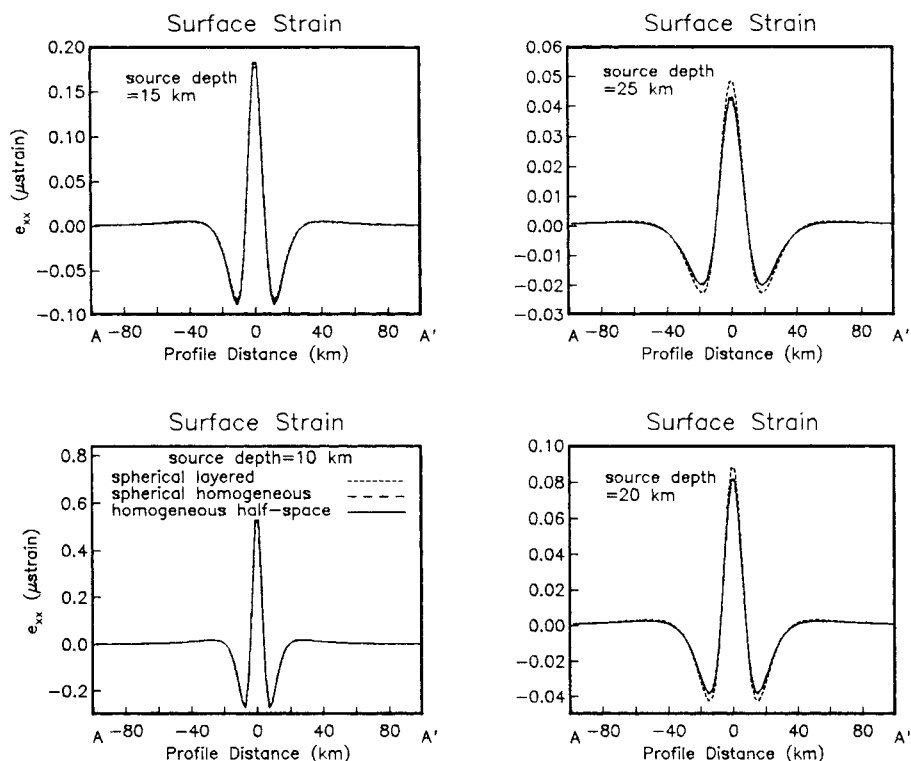 Surface Strain
0.20
0.15
0.10
0.05
0.00
−0.05
−0.10
e_xx (μstrain)
source depth
=15 km
A −80 −40 0 40 80 A'
Profile Distance (km)
Surface Strain
0.06
0.05
0.04
0.03
0.02
0.01
0.00
−0.01
−0.02
−0.03
source depth
=25 km
A −80 −40 0 40 80 A'
Profile Distance (km)
Surface Strain
0.8
0.6
0.4
0.2
0.0
−0.2
e_xx (μstrain)
source depth=10 km
spherical layered
spherical homogeneous
homogeneous half−space
A −80 −40 0 40 80 A'
Profile Distance (km)
Surface Strain
0.10
0.08
0.06
0.04
0.02
0.00
−0.02
−0.04
source depth
=20 km
A −80 −40 0 40 80 A'
Profile Distance (km)